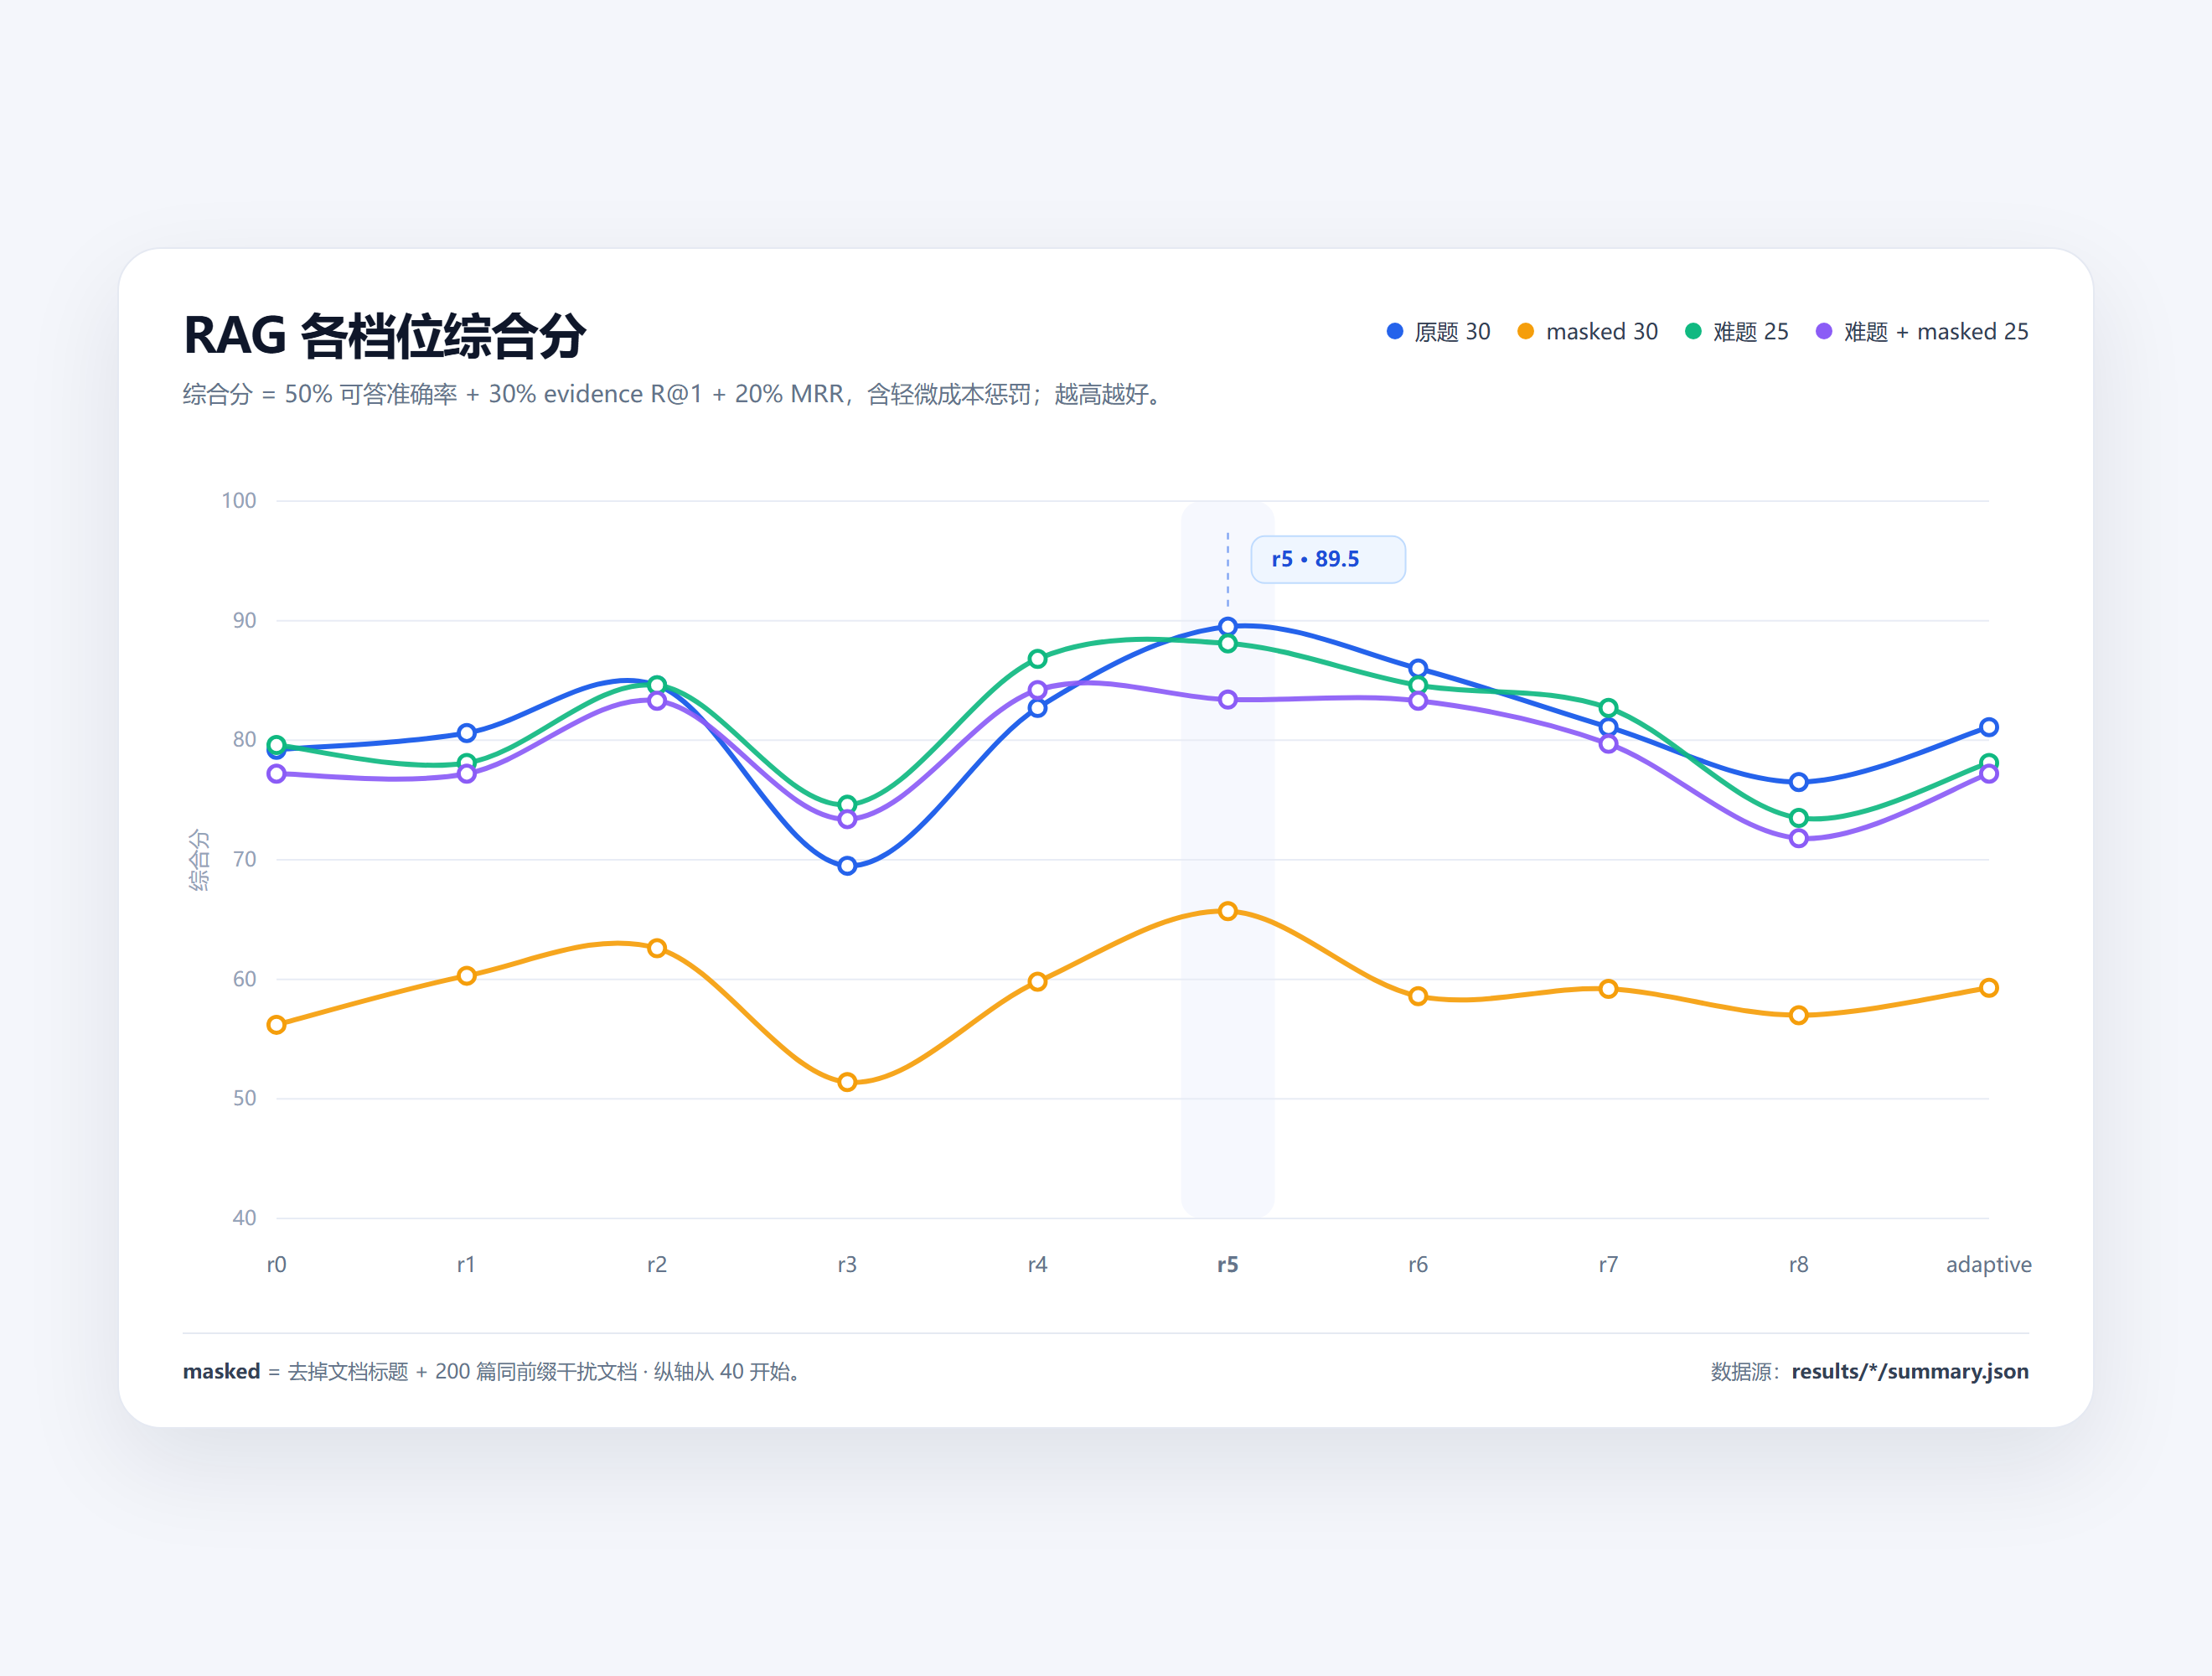 RAG 各档位综合分
综合分 = 50% 可答准确率 + 30% evidence R@1 + 20% MRR，含轻微成本惩罚；越高越好。
原题 30
masked 30
难题 25
难题 + masked 25
综合分
100
90
80
70
60
50
40
r5 • 89.5
r0
r1
r2
r3
r4
r5
r6
r7
r8
adaptive
masked = 去掉文档标题 + 200 篇同前缀干扰文档 · 纵轴从 40 开始。
数据源：results/*/summary.json